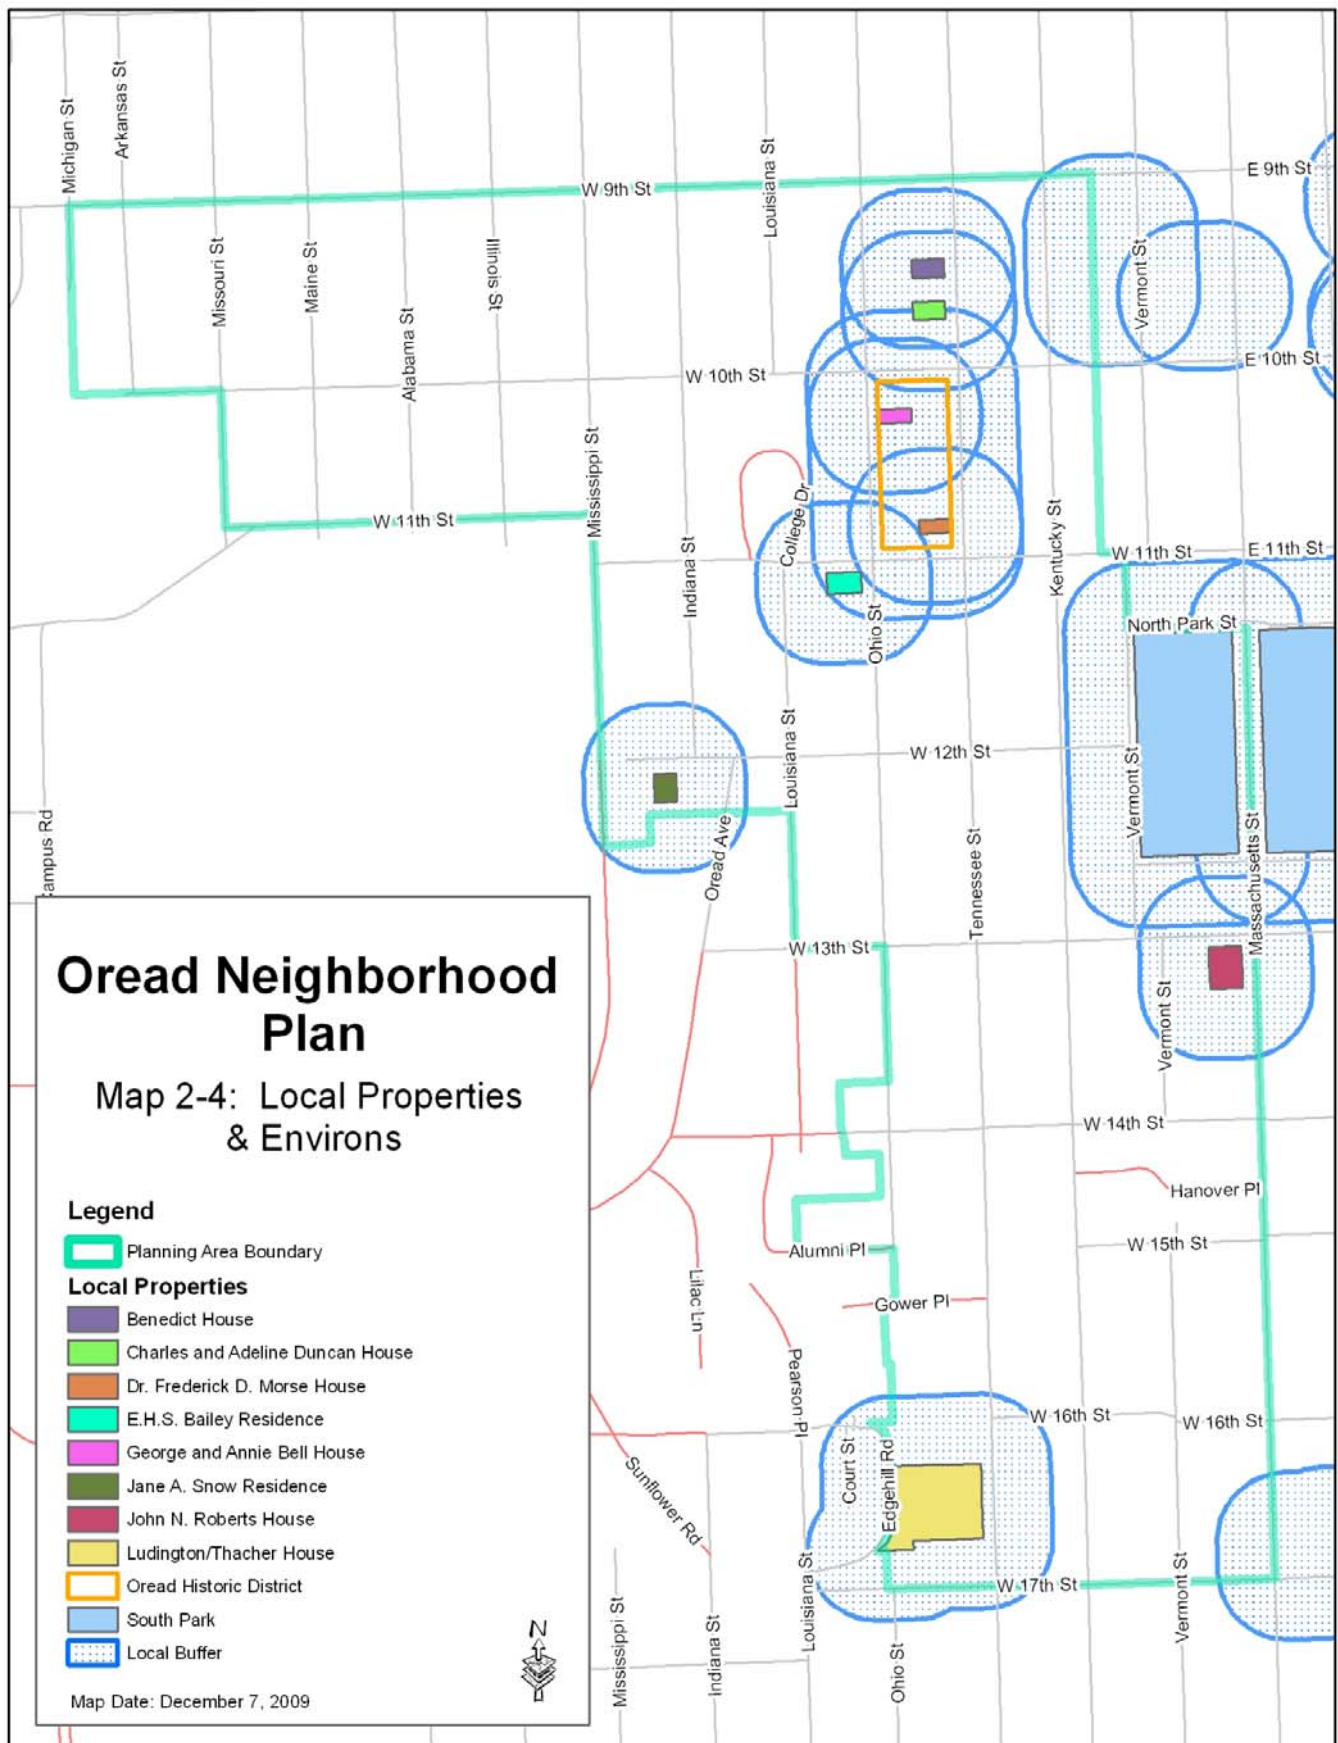 Michigan St
Arkansas St
Louisiana St
E 9th St
W 9th St
Missouri St
Maine St
Illinois St
Vermont St
Alabama St
W 10th St
E 10th St
Mississippi St
College Dr
Kentucky St
W 11th St
W 11th St
E 11th St
Indiana St
Ohio St
North Park St
Louisiana St
W 12th St
Vermont St
Oread Ave
Tennessee St
Massachusetts St
ampus Rd
W 13th St
Vermont St
W 14th St
Hanover Pl
Alumni Pl
W 15th St
Lilac Ln
Gower Pl
Pearson Pl
W 16th St
W 16th St
Court St
Edgehill Rd
Sunflower Rd
Louisiana St
W 17th St
Vermont St
Mississippi St
Indiana St
Ohio St
Oread Neighborhood
Plan
Map 2-4: Local Properties
& Environs
Legend
Planning Area Boundary
Local Properties
Benedict House
Charles and Adeline Duncan House
Dr. Frederick D. Morse House
E.H.S. Bailey Residence
George and Annie Bell House
Jane A. Snow Residence
John N. Roberts House
Ludington/Thacher House
Oread Historic District
South Park
Local Buffer
N
Map Date: December 7, 2009